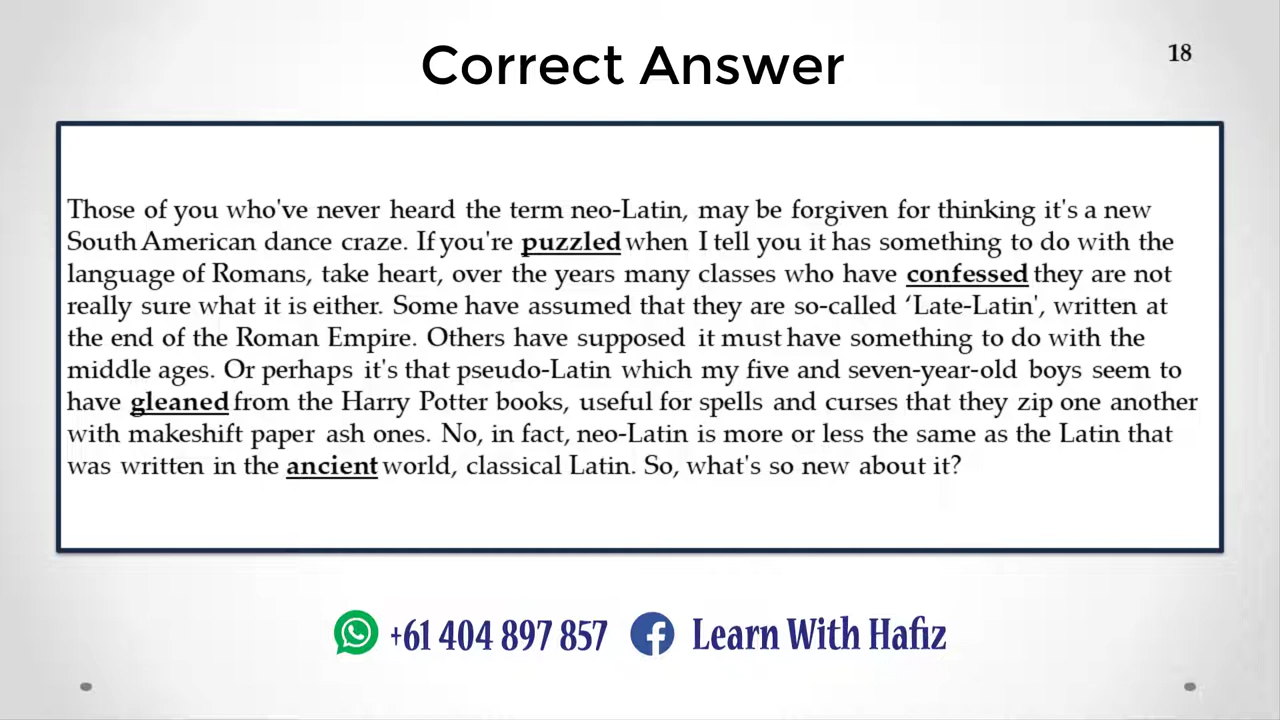 Correct Answer
18
Those of you who've never heard the term neo-Latin, may be forgiven for thinking it's a new
South American dance craze. If you're puzzled when I tell you it has something to do with the
language of Romans, take heart, over the years many classes who have confessed they are not
really sure what it is either. Some have assumed that they are so-called ‘Late-Latin', written at
the end of the Roman Empire. Others have supposed it must have something to do with the
middle ages. Or perhaps it's that pseudo-Latin which my five and seven-year-old boys seem to
have gleaned from the Harry Potter books, useful for spells and curses that they zip one another
with makeshift paper ash ones. No, in fact, neo-Latin is more or less the same as the Latin that
was written in the ancient world, classical Latin. So, what's so new about it?
+61 404 897 857 Learn With Hafiz